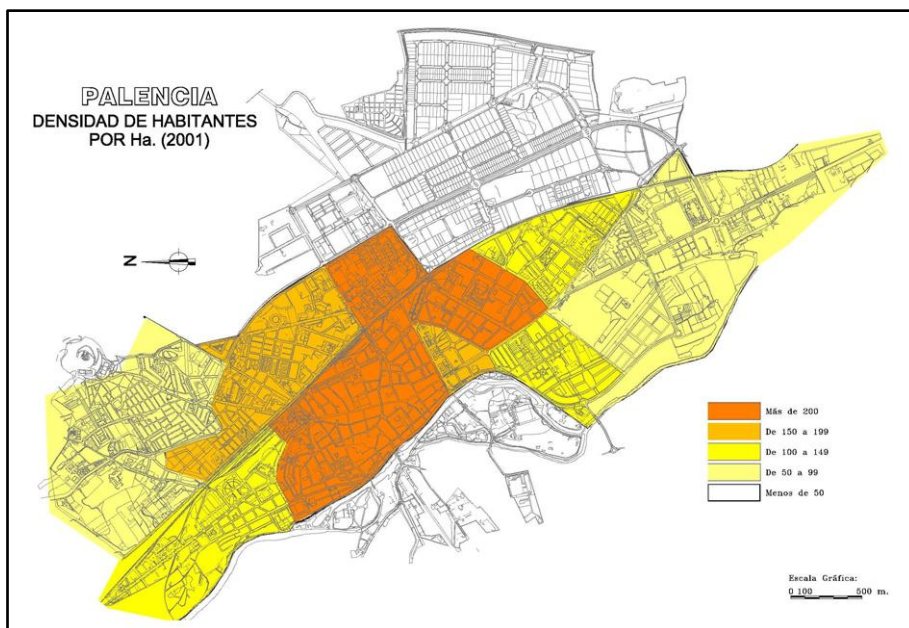 PALENCIA
DENSIDAD DE HABITANTES
POR Ha. (2001)
N
Más de 200
De 150 a 199
De 100 a 149
De 50 a 99
Menos de 50
Escala Gráfica:
0 100 500 m.